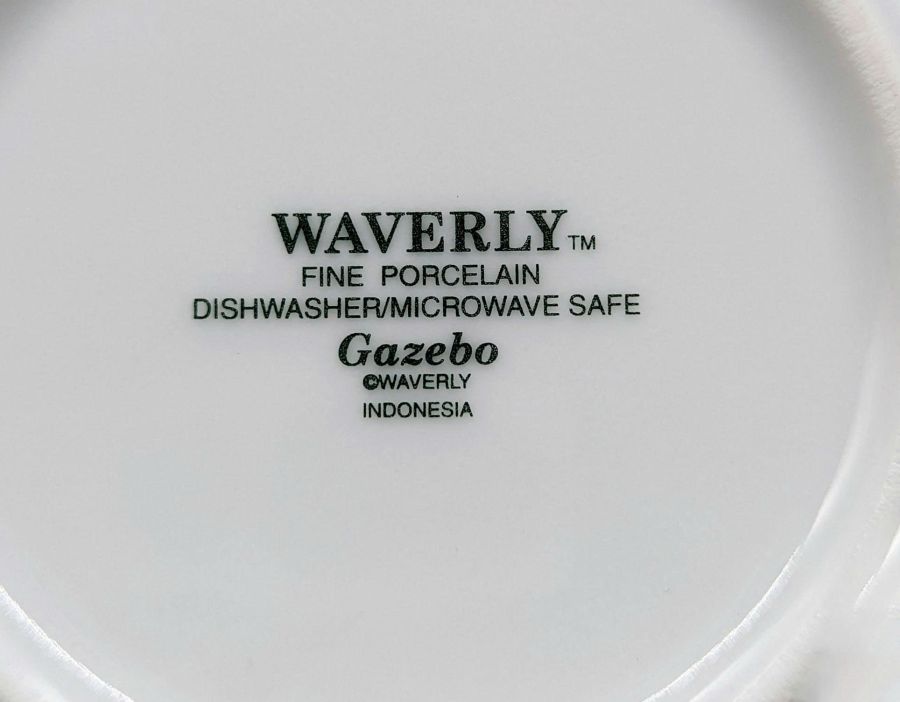 WAVERLY™
FINE PORCELAIN
DISHWASHER/MICROWAVE SAFE
Gazebo
©WAVERLY
INDONESIA